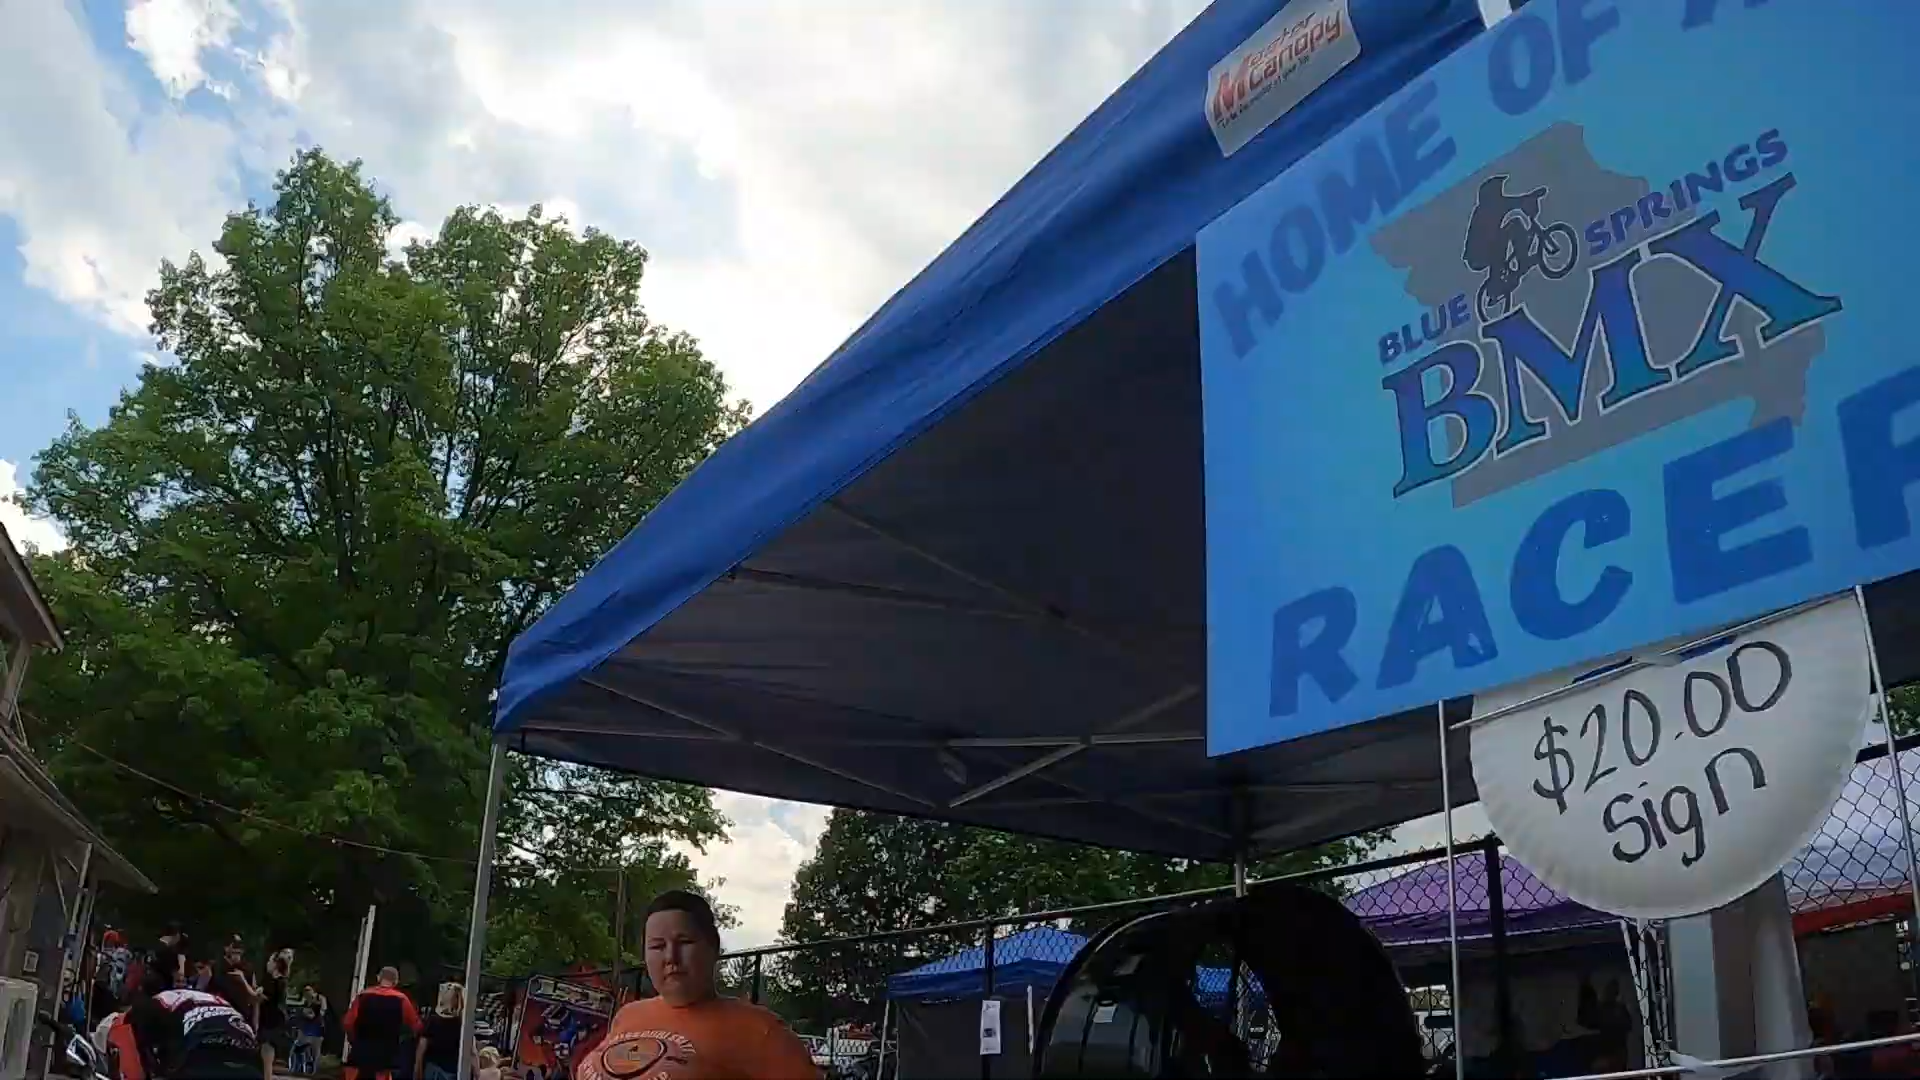 Master
Canopy
HOME OF A
BLUE SPRINGS
BMX
RACER
$20.00
Sign